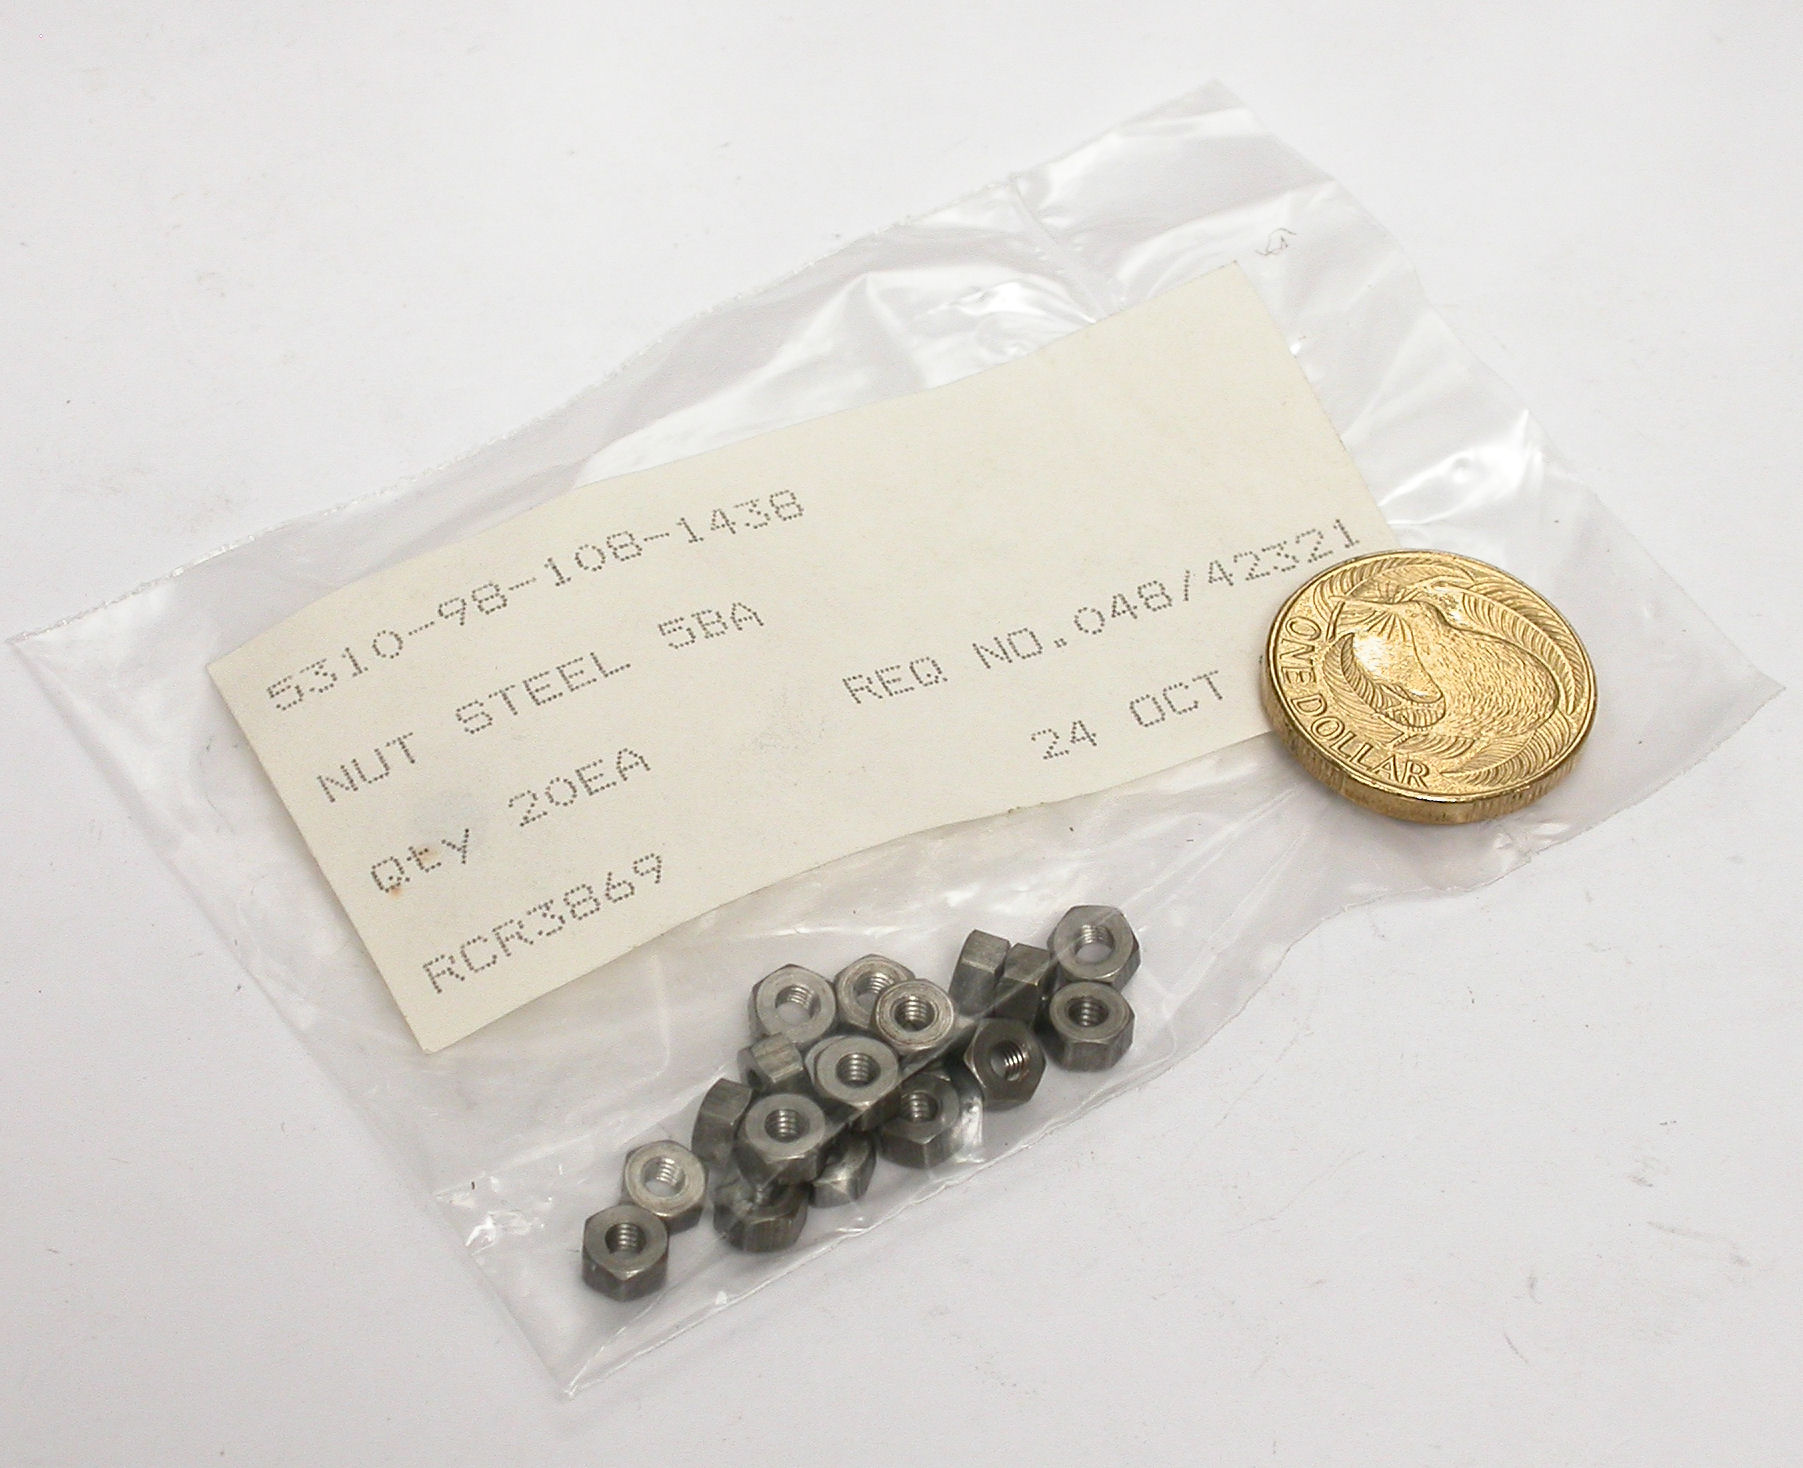 5310-98-108-1438
NUT STEEL 5BA
Qty 20EA
REQ NO.048/42321
RCR3869
24 OCT
ONE DOLLAR